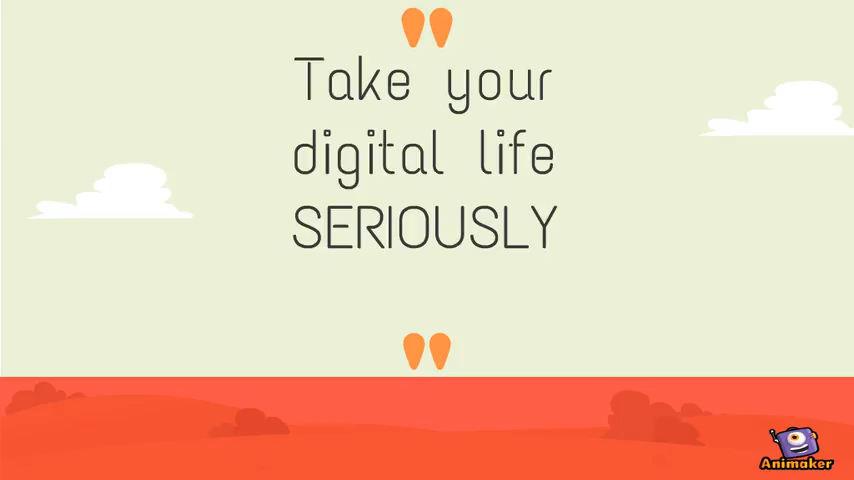 "
Take your
digital life
SERIOUSLY
"
Animaker